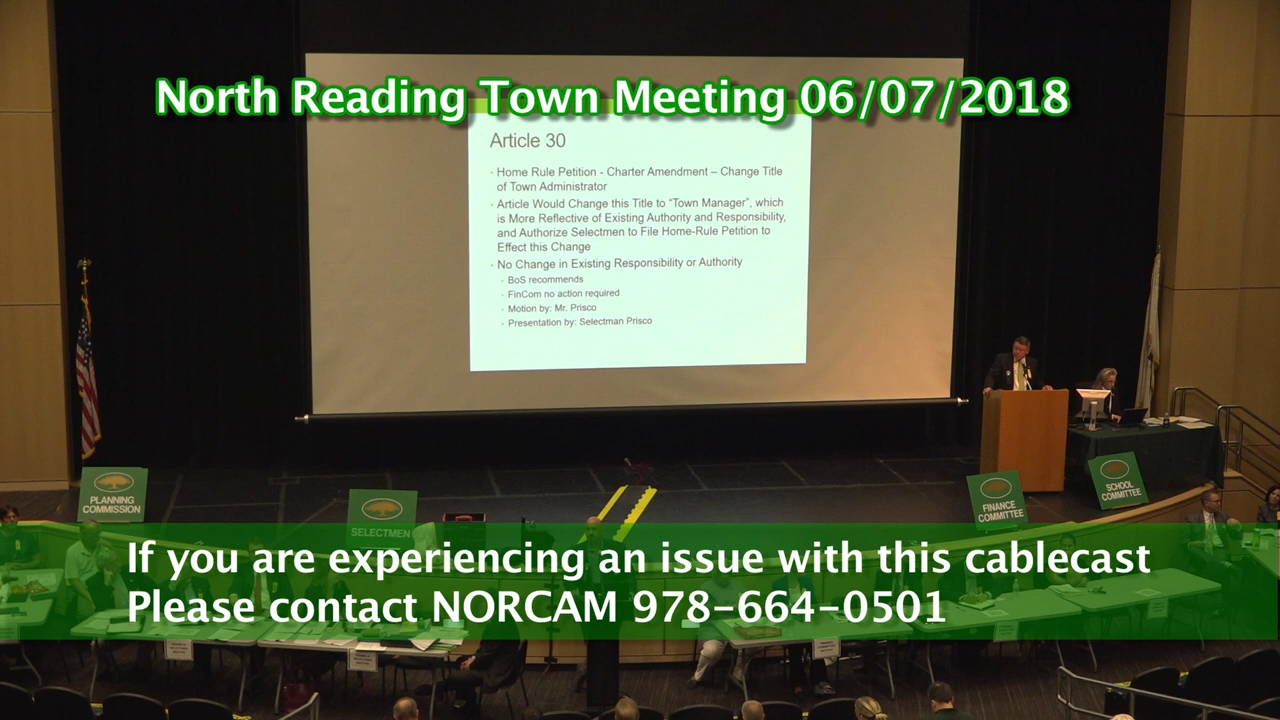 North Reading Town Meeting 06/07/2018
Article 30
Home Rule Petition - Charter Amendment – Change Title
of Town Administrator
Article Would Change this Title to “Town Manager”, which
is More Reflective of Existing Authority and Responsibility,
and Authorize Selectmen to File Home-Rule Petition to
Effect this Change
No Change in Existing Responsibility or Authority
BoS recommends
FinCom no action required
Motion by: Mr. Prisco
Presentation by: Selectman Prisco
PLANNING
COMMISSION
SELECTMEN
FINANCE
COMMITTEE
SCHOOL
COMMITTEE
If you are experiencing an issue with this cablecast
Please contact NORCAM 978-664-0501